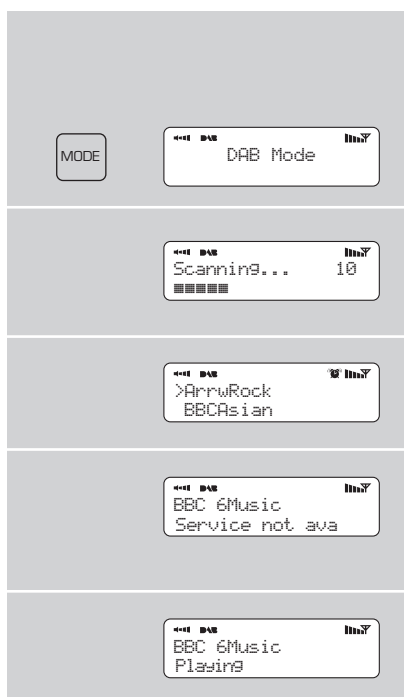 MODE
DAB
DAB Mode
DAB
Scanning... 10
DAB
>ArrwRock
BBCAsian
DAB
BBC 6Music
Service not ava
DAB
BBC 6Music
Playing